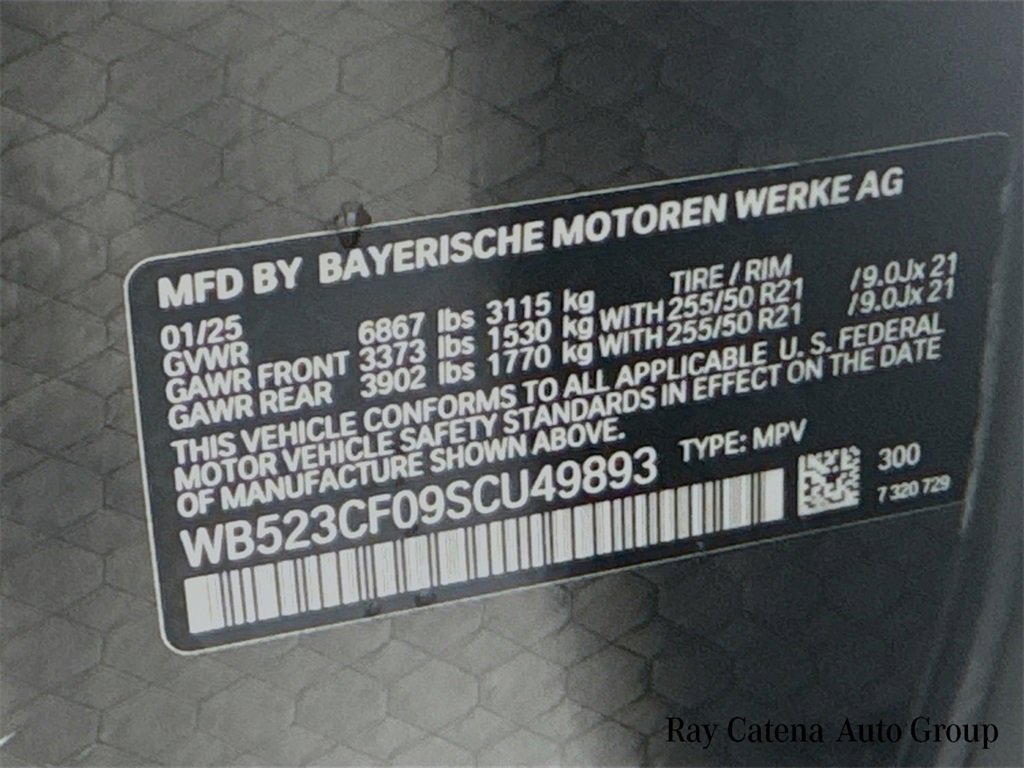 MFD BY BAYERISCHE MOTOREN WERKE AG
01/25 TIRE / RIM
GVWR 6867 lbs 3115 kg
GAWR FRONT 3373 lbs 1530 kg WITH 255/50 R21 /9.0Jx 21
GAWR REAR 3902 lbs 1770 kg WITH 255/50 R21 /9.0Jx 21
THIS VEHICLE CONFORMS TO ALL APPLICABLE U. S. FEDERAL
MOTOR VEHICLE SAFETY STANDARDS IN EFFECT ON THE DATE
OF MANUFACTURE SHOWN ABOVE.
WB523CF09SCU49893 TYPE: MPV
300
7 320 729
Ray Catena Auto Group